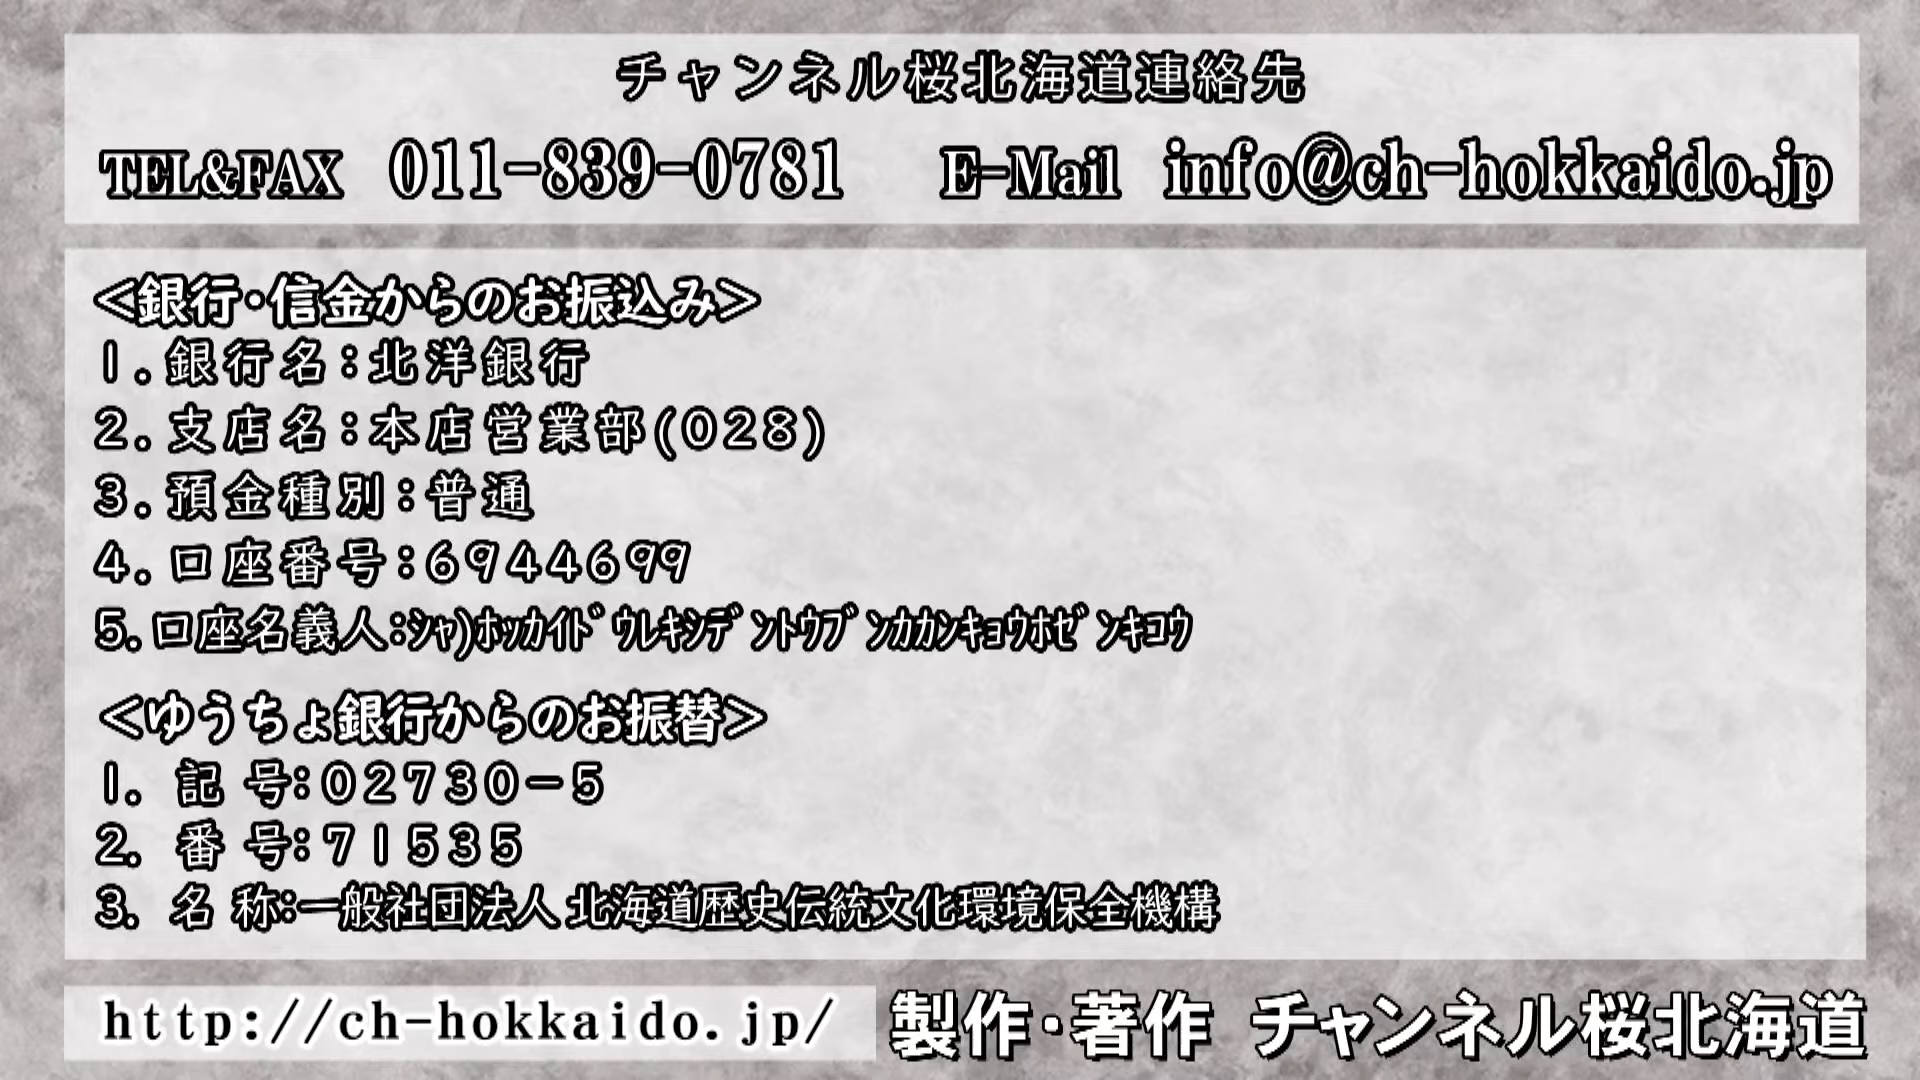 チャンネル桜北海道連絡先
TEL&FAX 011-839-0781 E-Mail info@ch-hokkaido.jp
<銀行・信金からのお振込み>
1.銀行名:北洋銀行
2.支店名:本店営業部(028)
3.預金種別:普通
4.口座番号:6944699
5.口座名義人:ｼｬ)ﾎｯｶｲﾄﾞｳﾚｷｼﾃﾞﾝﾄｳﾌﾞﾝｶｶﾝｷｮｳﾎｾﾞﾝｷｺｳ
<ゆうちょ銀行からのお振替>
1. 記 号:02730-5
2. 番 号:71535
3. 名 称:一般社団法人 北海道歴史伝統文化環境保全機構
http://ch-hokkaido.jp/ 製作・著作 チャンネル桜北海道